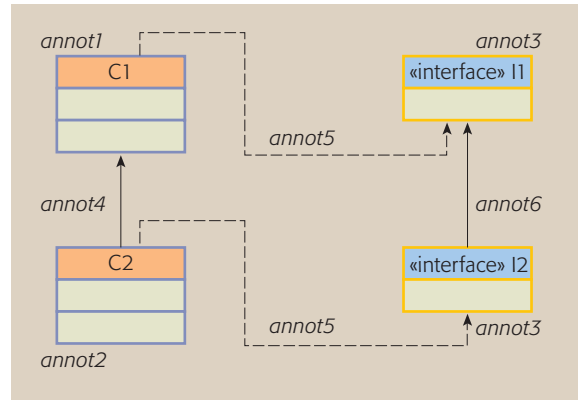 annot1
annot3
C1
«interface» I1
annot5
annot4
annot6
C2
«interface» I2
annot5
annot3
annot2